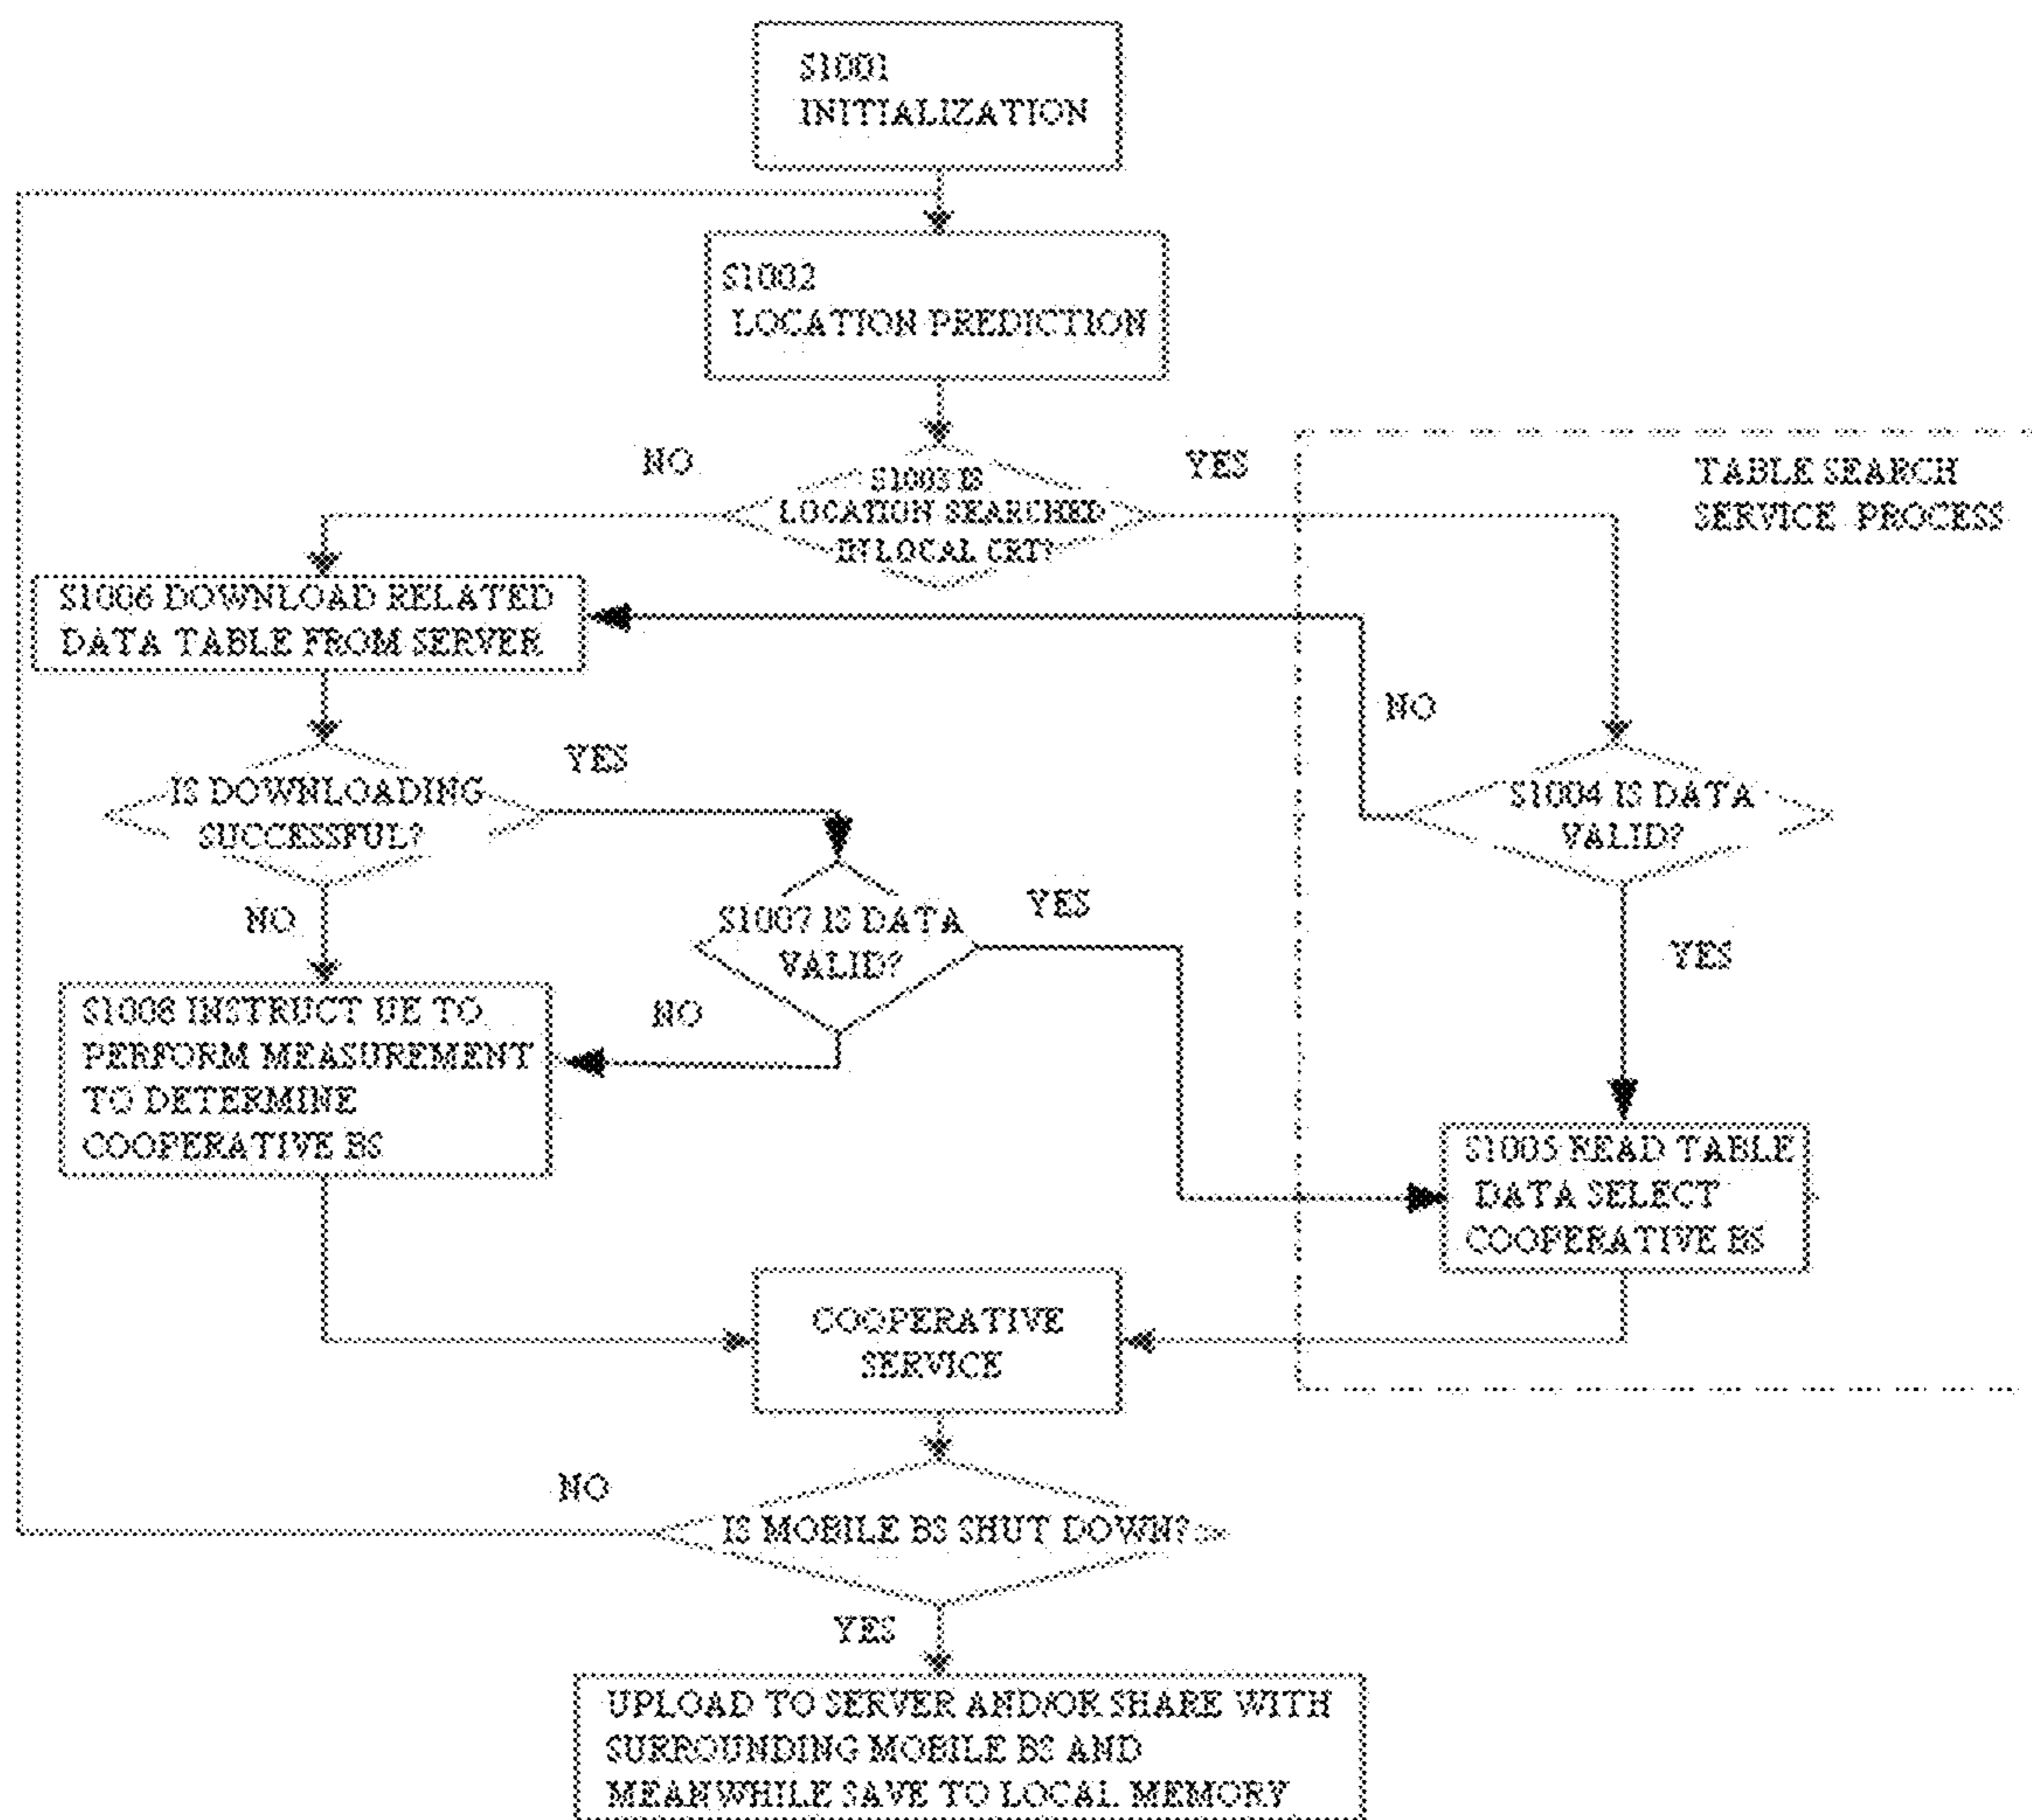 S1001
INITIALIZATION
S1002
LOCATION PREDICTION
NO
S1003 IS
LOCATION SEARCHED
IN LOCAL CRT?
YES
TABLE SEARCH
SERVICE PROCESS
S1006 DOWNLOAD RELATED
DATA TABLE FROM SERVER
NO
IS DOWNLOADING
SUCCESSFUL?
YES
S1004 IS DATA
VALID?
NO
S1007 IS DATA
VALID?
YES
YES
NO
S1008 INSTRUCT UE TO
PERFORM MEASUREMENT
TO DETERMINE
COOPERATIVE BS
S1005 READ TABLE
DATA SELECT
COOPERATIVE BS
COOPERATIVE
SERVICE
NO
IS MOBILE BS SHUT DOWN?
YES
UPLOAD TO SERVER AND/OR SHARE WITH
SURROUNDING MOBILE BS AND
MEANWHILE SAVE TO LOCAL MEMORY